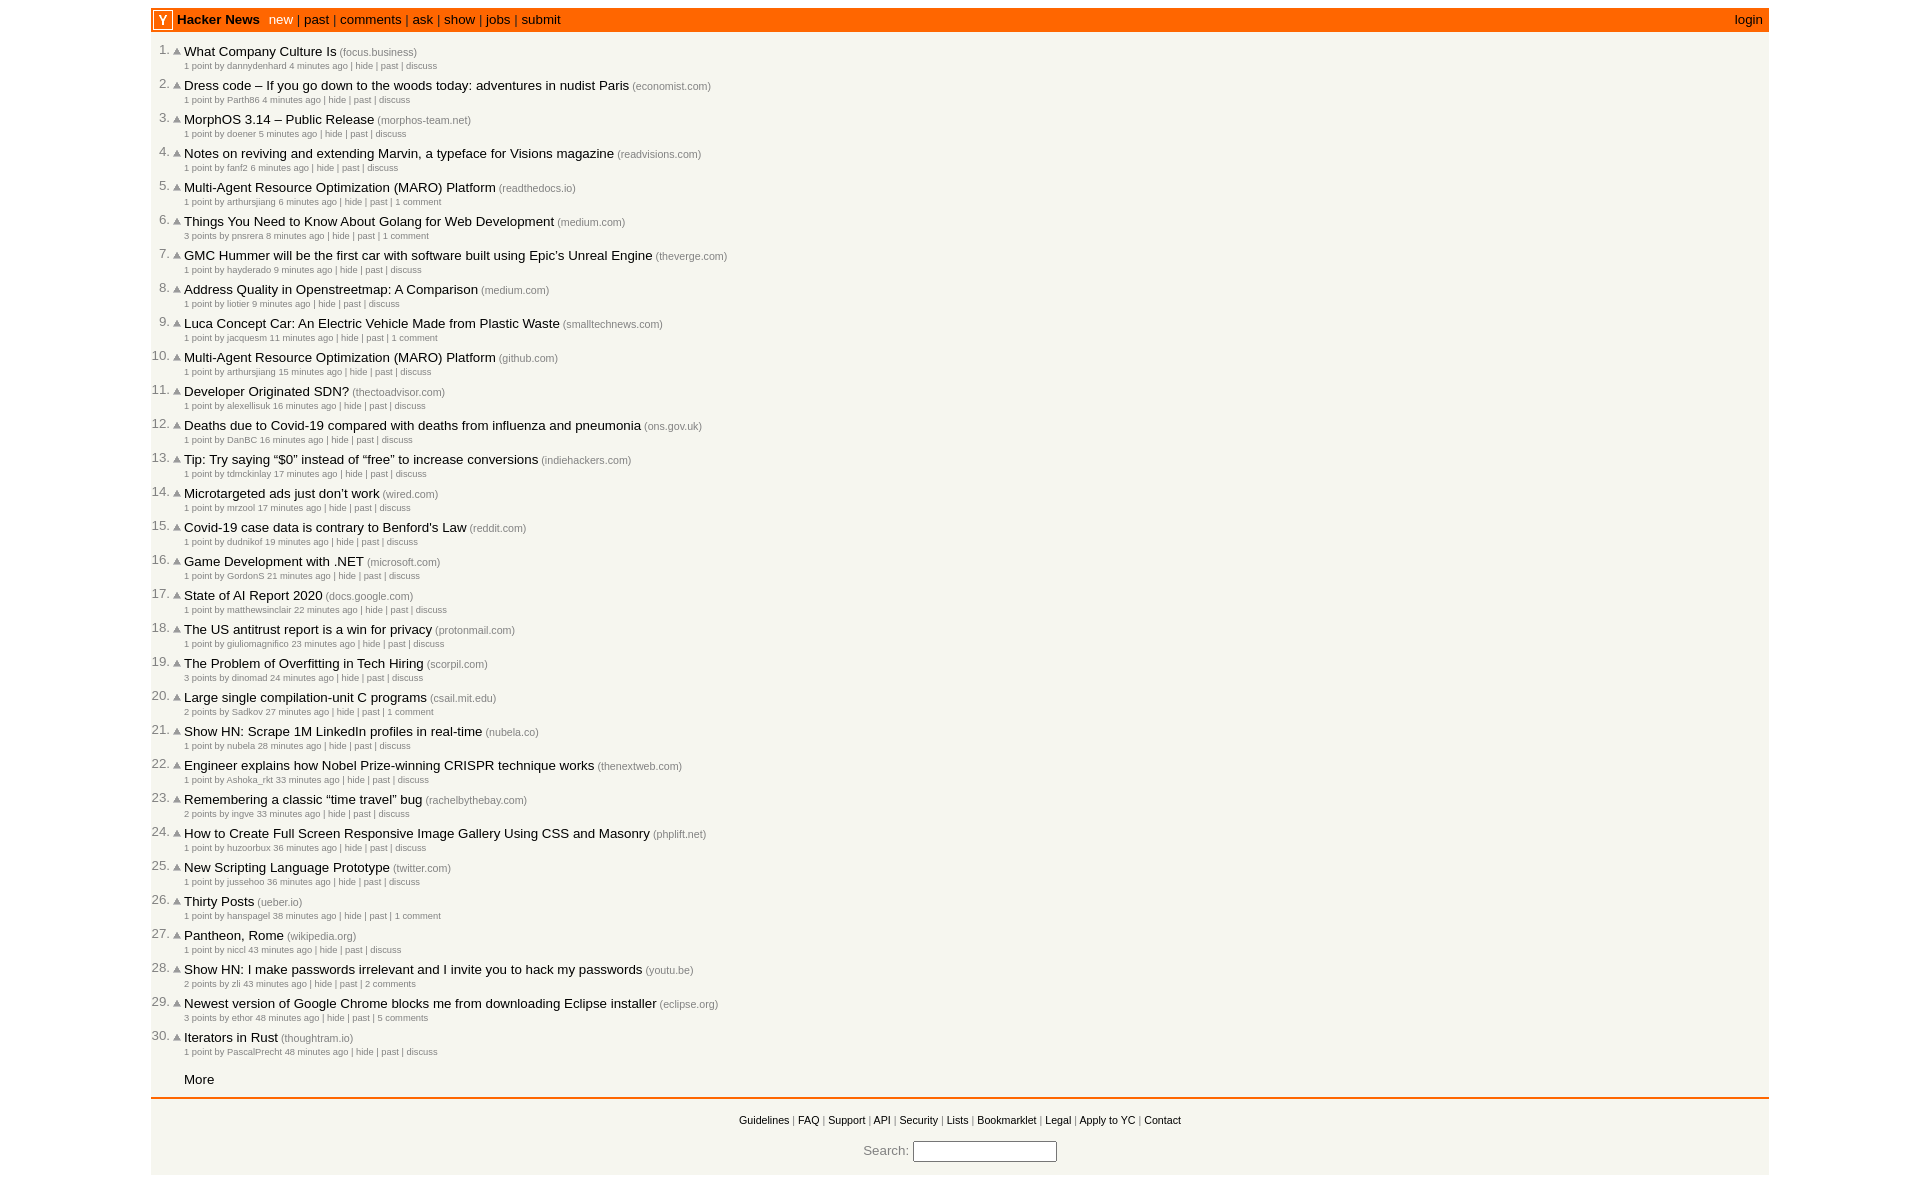 Y Hacker News new | past | comments | ask | show | jobs | submit login
1. What Company Culture Is (focus.business)
1 point by dannydenhard 4 minutes ago | hide | past | discuss
2. Dress code – If you go down to the woods today: adventures in nudist Paris (economist.com)
1 point by Parth86 4 minutes ago | hide | past | discuss
3. MorphOS 3.14 – Public Release (morphos-team.net)
1 point by doener 5 minutes ago | hide | past | discuss
4. Notes on reviving and extending Marvin, a typeface for Visions magazine (readvisions.com)
1 point by fanf2 6 minutes ago | hide | past | discuss
5. Multi-Agent Resource Optimization (MARO) Platform (readthedocs.io)
1 point by arthursjiang 6 minutes ago | hide | past | 1 comment
6. Things You Need to Know About Golang for Web Development (medium.com)
3 points by pnsrera 8 minutes ago | hide | past | 1 comment
7. GMC Hummer will be the first car with software built using Epic’s Unreal Engine (theverge.com)
1 point by hayderado 9 minutes ago | hide | past | discuss
8. Address Quality in Openstreetmap: A Comparison (medium.com)
1 point by liotier 9 minutes ago | hide | past | discuss
9. Luca Concept Car: An Electric Vehicle Made from Plastic Waste (smalltechnews.com)
1 point by jacquesm 11 minutes ago | hide | past | 1 comment
10. Multi-Agent Resource Optimization (MARO) Platform (github.com)
1 point by arthursjiang 15 minutes ago | hide | past | discuss
11. Developer Originated SDN? (thectoadvisor.com)
1 point by alexellisuk 16 minutes ago | hide | past | discuss
12. Deaths due to Covid-19 compared with deaths from influenza and pneumonia (ons.gov.uk)
1 point by DanBC 16 minutes ago | hide | past | discuss
13. Tip: Try saying “$0” instead of “free” to increase conversions (indiehackers.com)
1 point by tdmckinlay 17 minutes ago | hide | past | discuss
14. Microtargeted ads just don’t work (wired.com)
1 point by mrzool 17 minutes ago | hide | past | discuss
15. Covid-19 case data is contrary to Benford's Law (reddit.com)
1 point by dudnikof 19 minutes ago | hide | past | discuss
16. Game Development with .NET (microsoft.com)
1 point by GordonS 21 minutes ago | hide | past | discuss
17. State of AI Report 2020 (docs.google.com)
1 point by matthewsinclair 22 minutes ago | hide | past | discuss
18. The US antitrust report is a win for privacy (protonmail.com)
1 point by giuliomagnifico 23 minutes ago | hide | past | discuss
19. The Problem of Overfitting in Tech Hiring (scorpil.com)
3 points by dinomad 24 minutes ago | hide | past | discuss
20. Large single compilation-unit C programs (csail.mit.edu)
2 points by Sadkov 27 minutes ago | hide | past | 1 comment
21. Show HN: Scrape 1M LinkedIn profiles in real-time (nubela.co)
1 point by nubela 28 minutes ago | hide | past | discuss
22. Engineer explains how Nobel Prize-winning CRISPR technique works (thenextweb.com)
1 point by Ashoka_rkt 33 minutes ago | hide | past | discuss
23. Remembering a classic “time travel” bug (rachelbythebay.com)
2 points by ingve 33 minutes ago | hide | past | discuss
24. How to Create Full Screen Responsive Image Gallery Using CSS and Masonry (phplift.net)
1 point by huzoorbux 36 minutes ago | hide | past | discuss
25. New Scripting Language Prototype (twitter.com)
1 point by jussehoo 36 minutes ago | hide | past | discuss
26. Thirty Posts (ueber.io)
1 point by hanspagel 38 minutes ago | hide | past | 1 comment
27. Pantheon, Rome (wikipedia.org)
1 point by niccl 43 minutes ago | hide | past | discuss
28. Show HN: I make passwords irrelevant and I invite you to hack my passwords (youtu.be)
2 points by zli 43 minutes ago | hide | past | 2 comments
29. Newest version of Google Chrome blocks me from downloading Eclipse installer (eclipse.org)
3 points by ethor 48 minutes ago | hide | past | 5 comments
30. Iterators in Rust (thoughtram.io)
1 point by PascalPrecht 48 minutes ago | hide | past | discuss
More
Guidelines | FAQ | Support | API | Security | Lists | Bookmarklet | Legal | Apply to YC | Contact
Search: